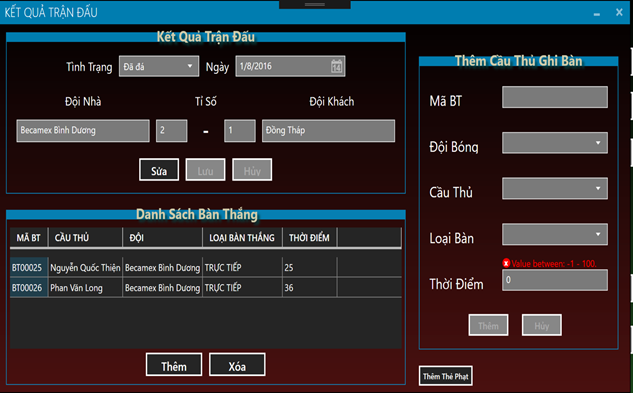 KẾT QUẢ TRẬN ĐẤU
Kết Quả Trận Đấu
Tình Trạng Đã đá Ngày 1/8/2016 14
Đội Nhà Tỉ Số Đội Khách
Becamex Bình Dương 2 - 1 Đồng Tháp
Sửa Lưu Hủy
Danh Sách Bàn Thắng
MÃ BT CẦU THỦ ĐỘI LOẠI BÀN THẮNG THỜI ĐIỂM
BT00025 Nguyễn Quốc Thiện Becamex Bình Dương TRỰC TIẾP 25
BT00026 Phan Văn Long Becamex Bình Dương TRỰC TIẾP 36
Thêm Xóa
Thêm Cầu Thủ Ghi Bàn
Mã BT
Đội Bóng
Cầu Thủ
Loại Bàn
Value between: -1 - 100.
Thời Điểm 0
Thêm Hủy
Thêm Thẻ Phạt